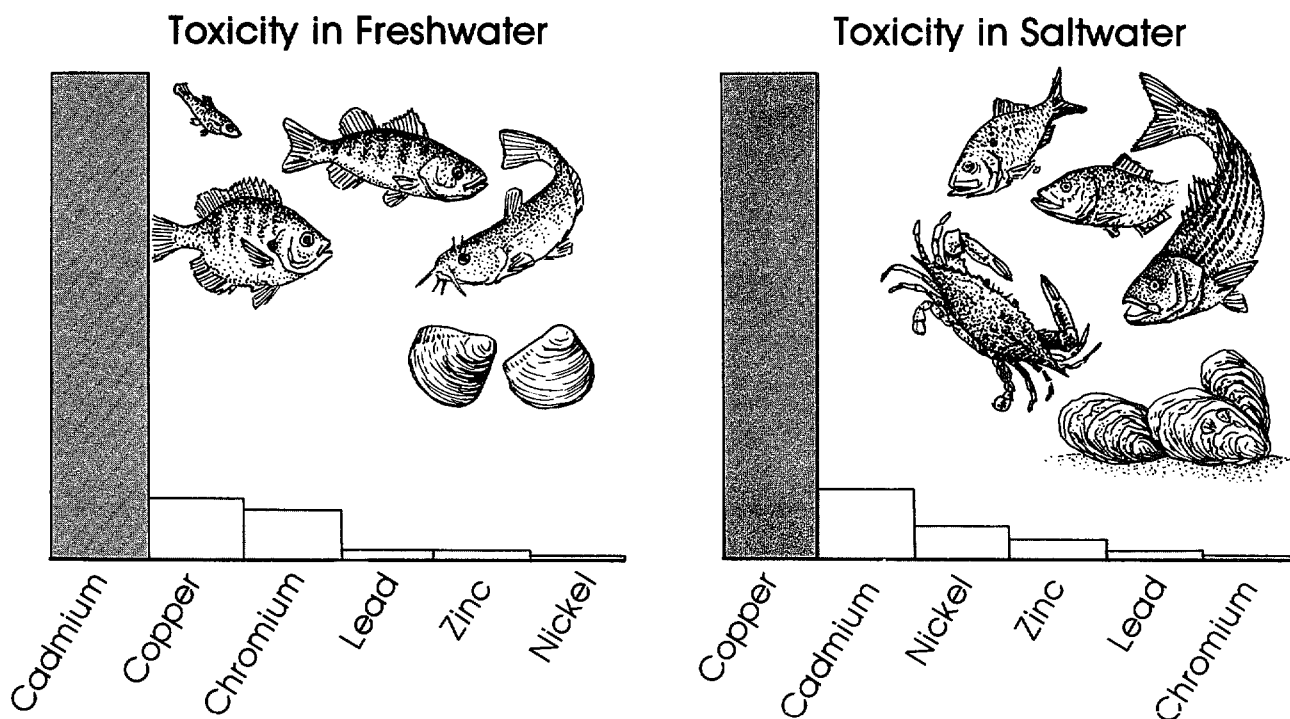 Toxicity in Freshwater
Cadmium
Copper
Chromium
Lead
Zinc
Nickel
Toxicity in Saltwater
Copper
Cadmium
Nickel
Zinc
Lead
Chromium